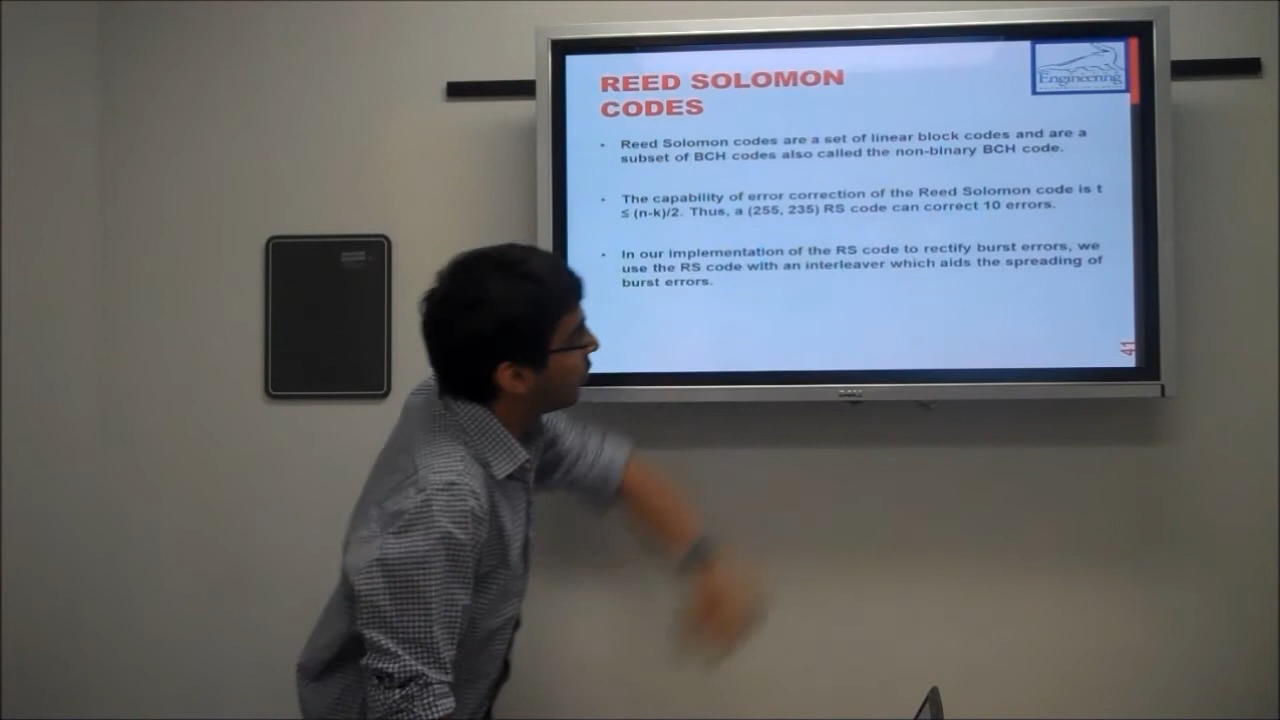 REED SOLOMON
CODES
Engineering
• Reed Solomon codes are a set of linear block codes and are a
subset of BCH codes also called the non-binary BCH code.
• The capability of error correction of the Reed Solomon code is t
≤ (n-k)/2. Thus, a (255, 235) RS code can correct 10 errors.
• In our implementation of the RS code to rectify burst errors, we
use the RS code with an interleaver which aids the spreading of
burst errors.
41
DELL